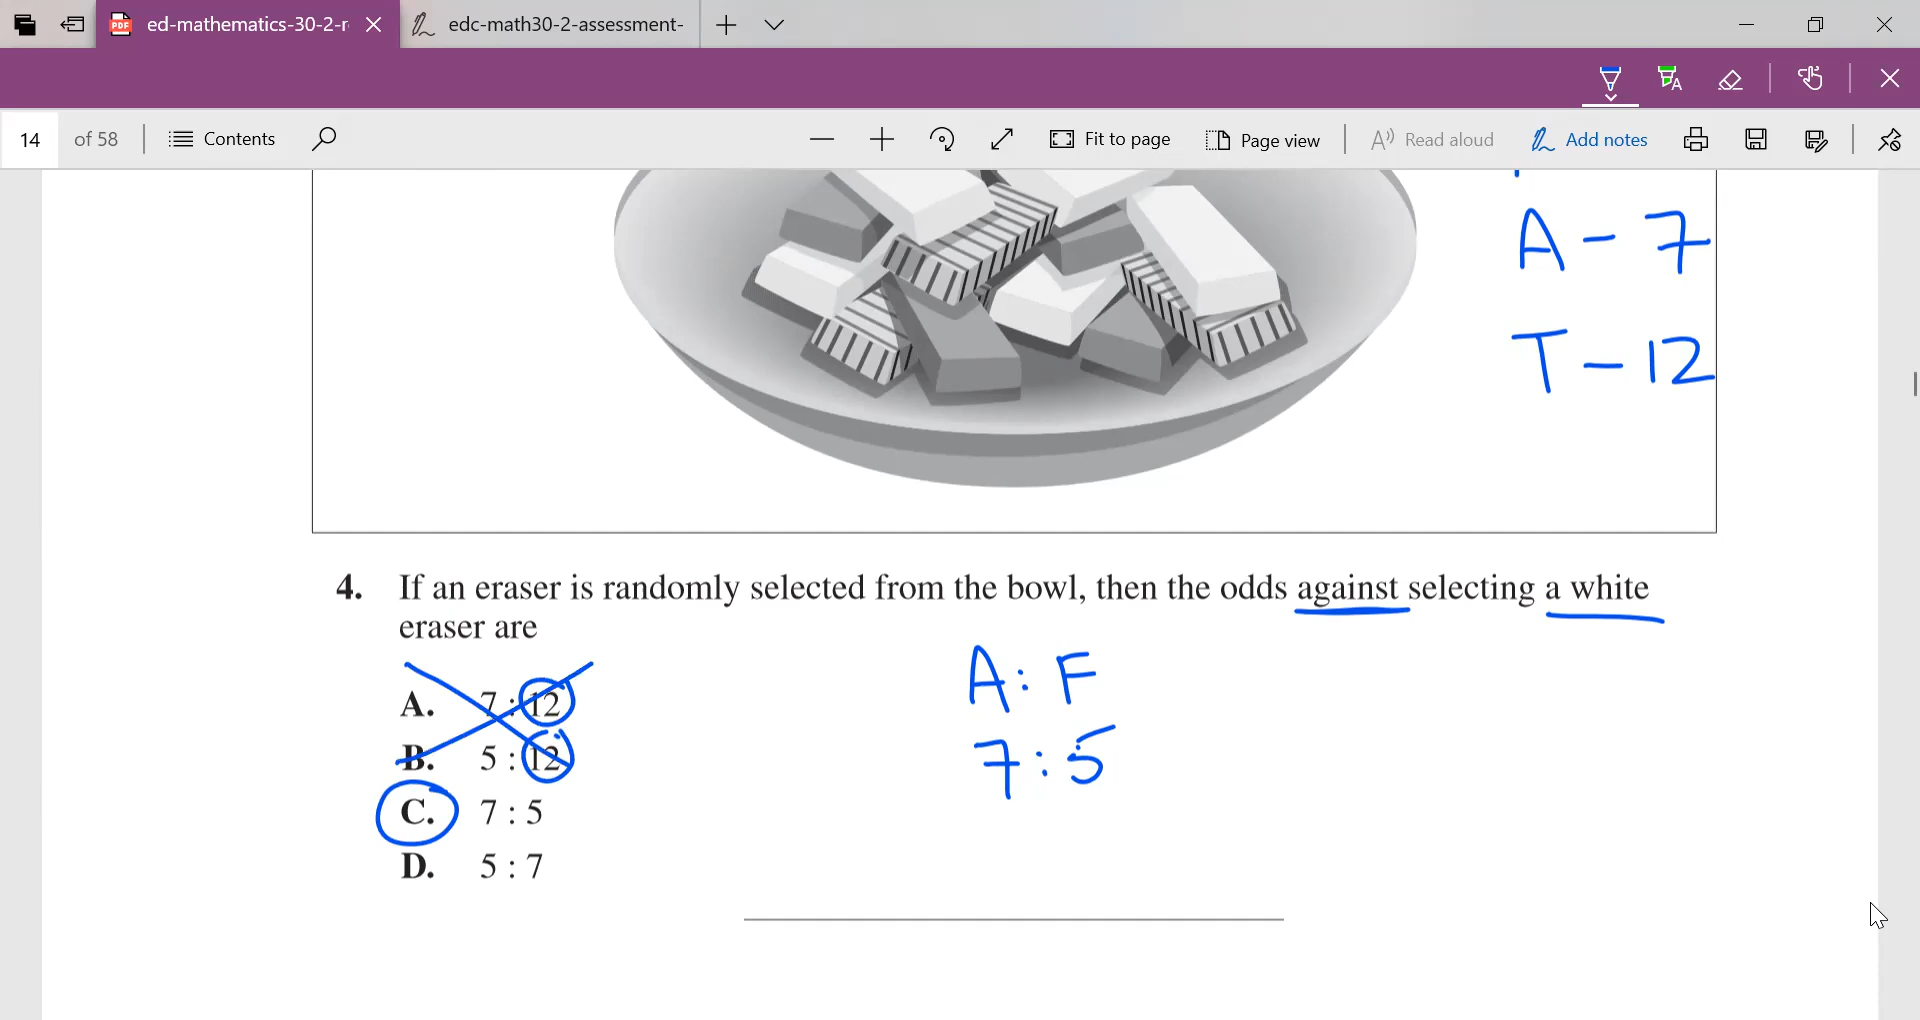 ed-mathematics-30-2-r
edc-math30-2-assessment-
14 of 58 Contents Fit to page Page view Read aloud Add notes
A - 7
T - 12
4. If an eraser is randomly selected from the bowl, then the odds against selecting a white
eraser are
A : F
A. 7 : 12
7 : 5
B. 5 : 12
C. 7 : 5
D. 5 : 7